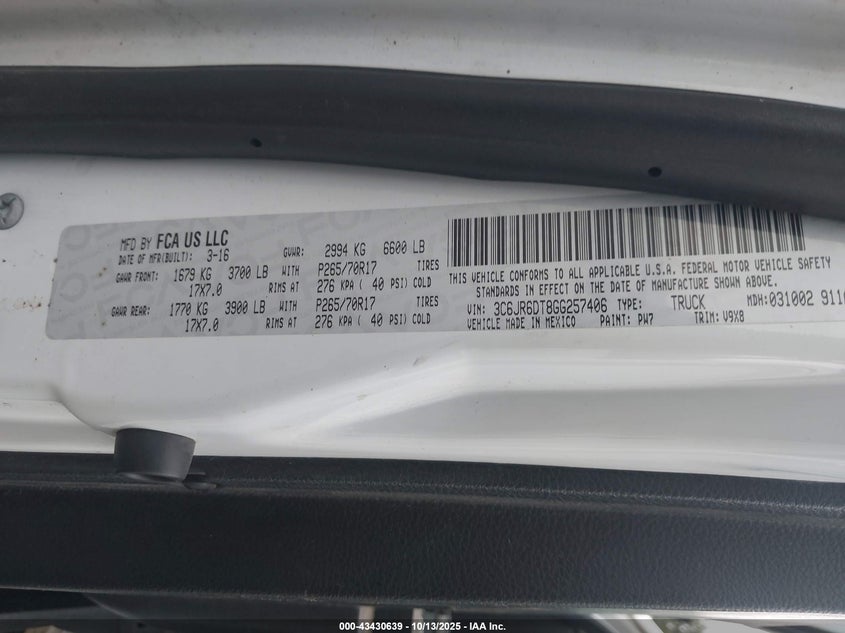 MFD BY FCA US LLC
DATE OF MFR(BUILT): 3-16 GVWR: 2994 KG 6600 LB
GAWR FRONT: 1679 KG 3700 LB WITH P265/70R17 TIRES
17X7.0 RIMS AT 276 KPA ( 40 PSI) COLD
GAWR REAR: 1770 KG 3900 LB WITH P265/70R17 TIRES
17X7.0 RIMS AT 276 KPA ( 40 PSI) COLD
THIS VEHICLE CONFORMS TO ALL APPLICABLE U.S.A. FEDERAL MOTOR VEHICLE SAFETY
STANDARDS IN EFFECT ON THE DATE OF MANUFACTURE SHOWN ABOVE.
VIN: 3C6JR6DT8GG257406 TYPE: TRUCK MDH: 031002 911
VEHICLE MADE IN MEXICO PAINT: PW7 TRIM: V9X8
000-43430639 - 10/13/2025 - IAA Inc.